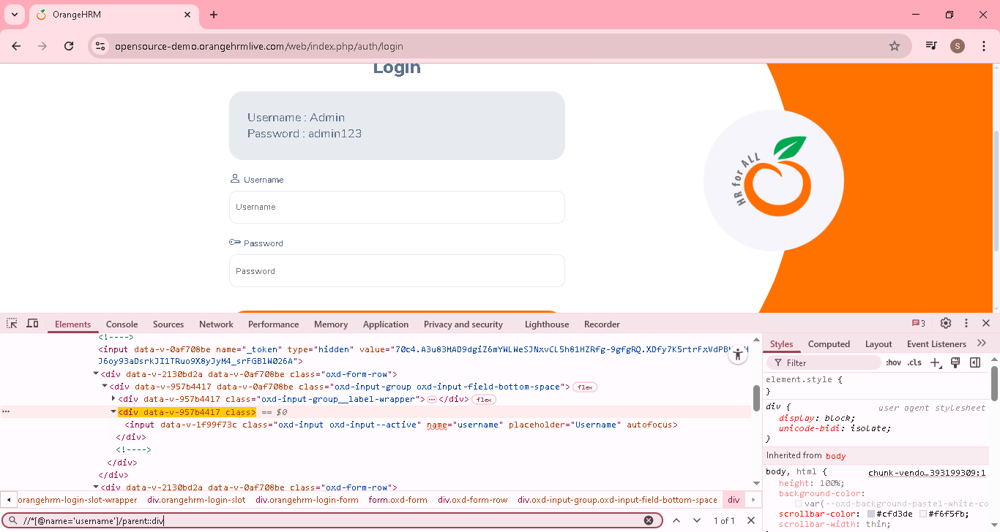 OrangeHRM
opensource-demo.orangehrmlive.com/web/index.php/auth/login
S
Login
Username : Admin
Password : admin123
Username
Username
Password
Password
HR for ALL
Elements Console Sources Network Performance Memory Application Privacy and security Lighthouse Recorder 3
<!---->
<input data-v-0af708be name="_token" type="hidden" value="70c4.A3u83MAD9dgiZ6mYWLWeSJNxvCL5h81HZRfg-9gfgRQ.XDfy7K5rtrFxVdPB
J6oy93aDsrkJI1TRuo9X8yJyM4_srFGBlW026A">
<div data-v-2130bd2a data-v-0af708be class="oxd-form-row">
<div data-v-957b4417 data-v-0af708be class="oxd-input-group oxd-input-field-bottom-space"> flex
<div data-v-957b4417 class="oxd-input-group__label-wrapper"> ⋯ </div> flex
<div data-v-957b4417 class> == $0
<input data-v-1f99f73c class="oxd-input oxd-input--active" name="username" placeholder="Username" autofocus>
</div>
<!---->
</div>
</div>
<div data-v-2130bd2a data-v-0af708be class="oxd-form-row">
orangehrm-login-slot-wrapper div.orangehrm-login-slot div.orangehrm-login-form form.oxd-form div.oxd-form-row div.oxd-input-group.oxd-input-field-bottom-space div
//*[@name='username']/parent::div
1 of 1
Styles Computed Layout Event Listeners
Filter :hov .cls
element.style {
}
div { user agent stylesheet
display: block;
unicode-bidi: isolate;
}
Inherited from body
body, html { chunk-vendo…393199309:1
height: 100%;
background-color:
var(--oxd-background-pastel-white-co
scrollbar-color: #cfd3de #f6f5fb;
scrollbar-width: thin;